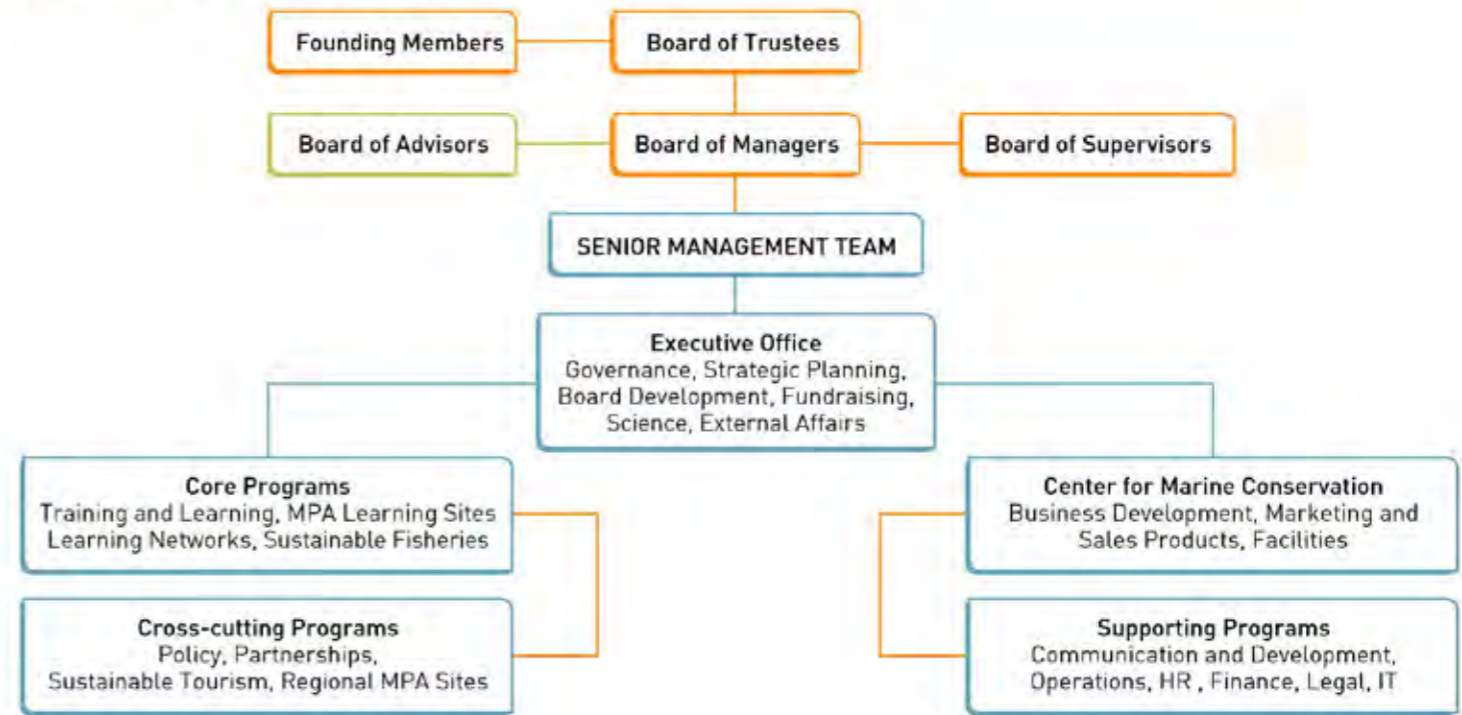 Founding Members
Board of Trustees
Board of Advisors
Board of Managers
Board of Supervisors
SENIOR MANAGEMENT TEAM
Executive Office
Governance, Strategic Planning,
Board Development, Fundraising,
Science, External Affairs
Core Programs
Training and Learning, MPA Learning Sites
Learning Networks, Sustainable Fisheries
Center for Marine Conservation
Business Development, Marketing and
Sales Products, Facilities
Cross-cutting Programs
Policy, Partnerships,
Sustainable Tourism, Regional MPA Sites
Supporting Programs
Communication and Development,
Operations, HR , Finance, Legal, IT